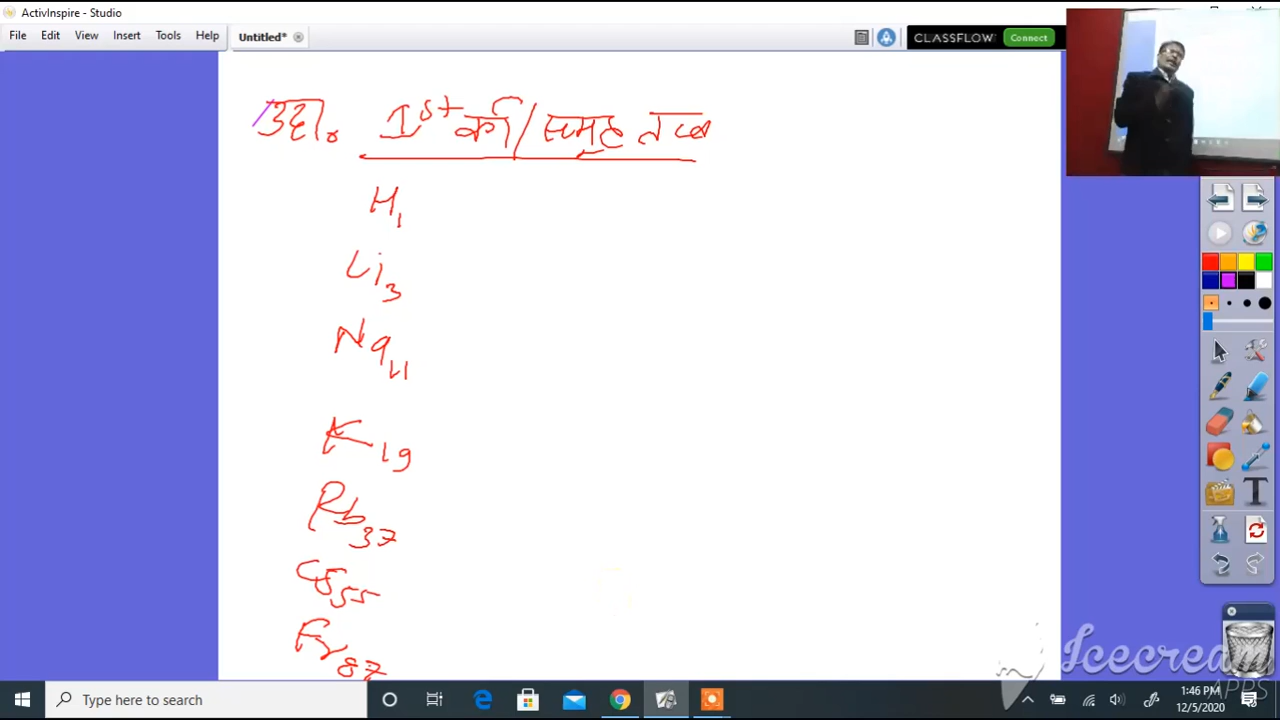 ActivInspire - Studio
File Edit View Insert Tools Help
Untitled*
CLASSFLOW Connect
उदा. Ist वर्ग/समूह तत्व
H1
Li3
Na11
K19
Rb37
Cs55
Fr87
T
Icecream
APPS
Type here to search
1:46 PM
12/5/2020